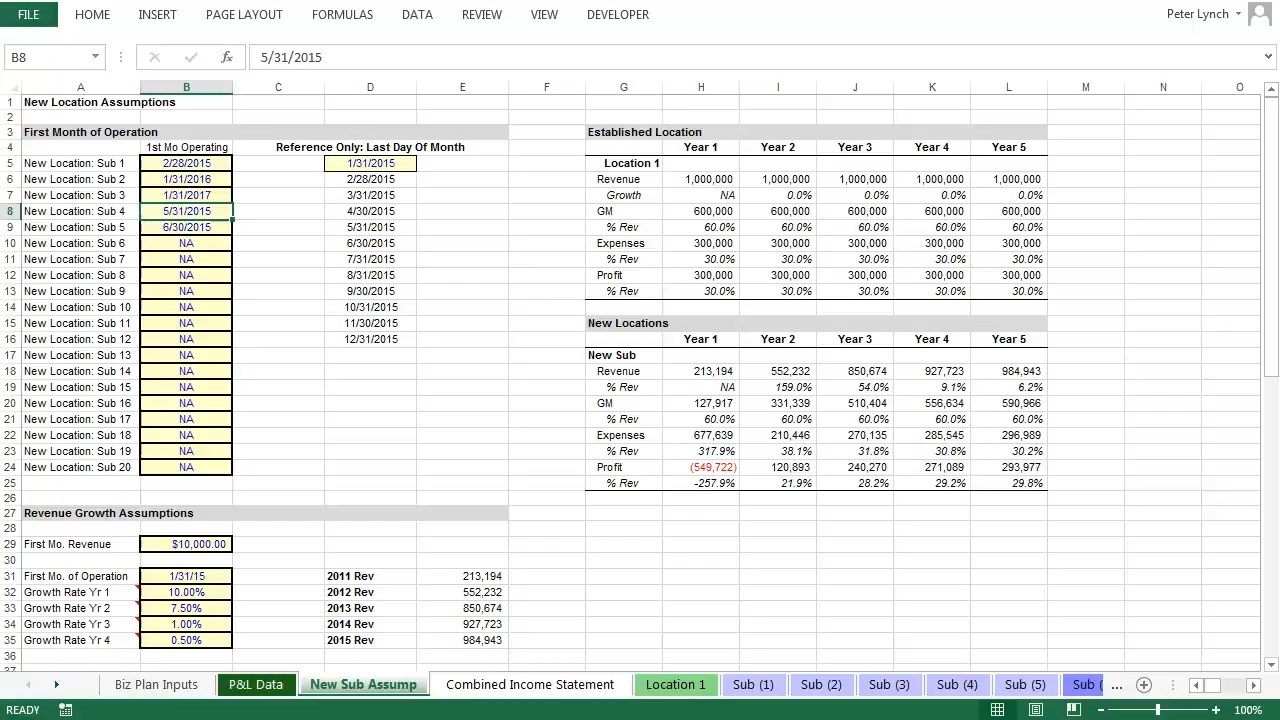 FILE HOME INSERT PAGE LAYOUT FORMULAS DATA REVIEW VIEW DEVELOPER Peter Lynch
B8 fx 5/31/2015
A B C D E F G H I J K L M N O
1 New Location Assumptions
2
3 First Month of Operation Established Location
4 1st Mo Operating Reference Only: Last Day Of Month Year 1 Year 2 Year 3 Year 4 Year 5
5 New Location: Sub 1 2/28/2015 1/31/2015 Location 1
6 New Location: Sub 2 1/31/2016 2/28/2015 Revenue 1,000,000 1,000,000 1,000,000 1,000,000 1,000,000
7 New Location: Sub 3 1/31/2017 3/31/2015 Growth NA 0.0% 0.0% 0.0% 0.0%
8 New Location: Sub 4 5/31/2015 4/30/2015 GM 600,000 600,000 600,000 600,000 600,000
9 New Location: Sub 5 6/30/2015 5/31/2015 % Rev 60.0% 60.0% 60.0% 60.0% 60.0%
10 New Location: Sub 6 NA 6/30/2015 Expenses 300,000 300,000 300,000 300,000 300,000
11 New Location: Sub 7 NA 7/31/2015 % Rev 30.0% 30.0% 30.0% 30.0% 30.0%
12 New Location: Sub 8 NA 8/31/2015 Profit 300,000 300,000 300,000 300,000 300,000
13 New Location: Sub 9 NA 9/30/2015 % Rev 30.0% 30.0% 30.0% 30.0% 30.0%
14 New Location: Sub 10 NA 10/31/2015
15 New Location: Sub 11 NA 11/30/2015 New Locations
16 New Location: Sub 12 NA 12/31/2015 Year 1 Year 2 Year 3 Year 4 Year 5
17 New Location: Sub 13 NA New Sub
18 New Location: Sub 14 NA Revenue 213,194 552,232 850,674 927,723 984,943
19 New Location: Sub 15 NA % Rev NA 159.0% 54.0% 9.1% 6.2%
20 New Location: Sub 16 NA GM 127,917 331,339 510,404 556,634 590,966
21 New Location: Sub 17 NA % Rev 60.0% 60.0% 60.0% 60.0% 60.0%
22 New Location: Sub 18 NA Expenses 677,639 210,446 270,135 285,545 296,989
23 New Location: Sub 19 NA % Rev 317.9% 38.1% 31.8% 30.8% 30.2%
24 New Location: Sub 20 NA Profit (549,722) 120,893 240,270 271,089 293,977
25 % Rev -257.9% 21.9% 28.2% 29.2% 29.8%
26
27 Revenue Growth Assumptions
28
29 First Mo. Revenue $10,000.00
30
31 First Mo. of Operation 1/31/15 2011 Rev 213,194
32 Growth Rate Yr 1 10.00% 2012 Rev 552,232
33 Growth Rate Yr 2 7.50% 2013 Rev 850,674
34 Growth Rate Yr 3 1.00% 2014 Rev 927,723
35 Growth Rate Yr 4 0.50% 2015 Rev 984,943
36
37
Biz Plan Inputs P&L Data New Sub Assump Combined Income Statement Location 1 Sub (1) Sub (2) Sub (3) Sub (4) Sub (5) Sub ( ...
READY 100%